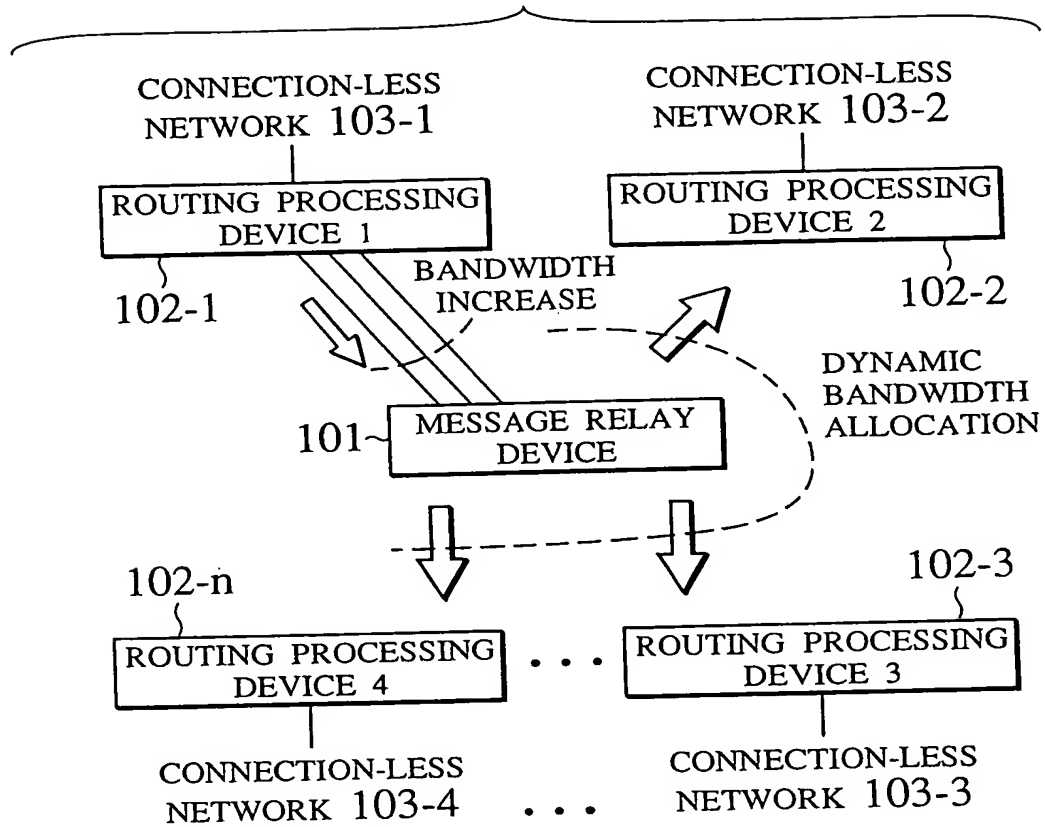 CONNECTION-LESS
NETWORK 103-1
CONNECTION-LESS
NETWORK 103-2
ROUTING PROCESSING
DEVICE 1
ROUTING PROCESSING
DEVICE 2
102-1
BANDWIDTH
INCREASE
102-2
DYNAMIC
BANDWIDTH
ALLOCATION
101
MESSAGE RELAY
DEVICE
102-n
102-3
ROUTING PROCESSING
DEVICE 4
...
ROUTING PROCESSING
DEVICE 3
CONNECTION-LESS
NETWORK 103-4
...
CONNECTION-LESS
NETWORK 103-3